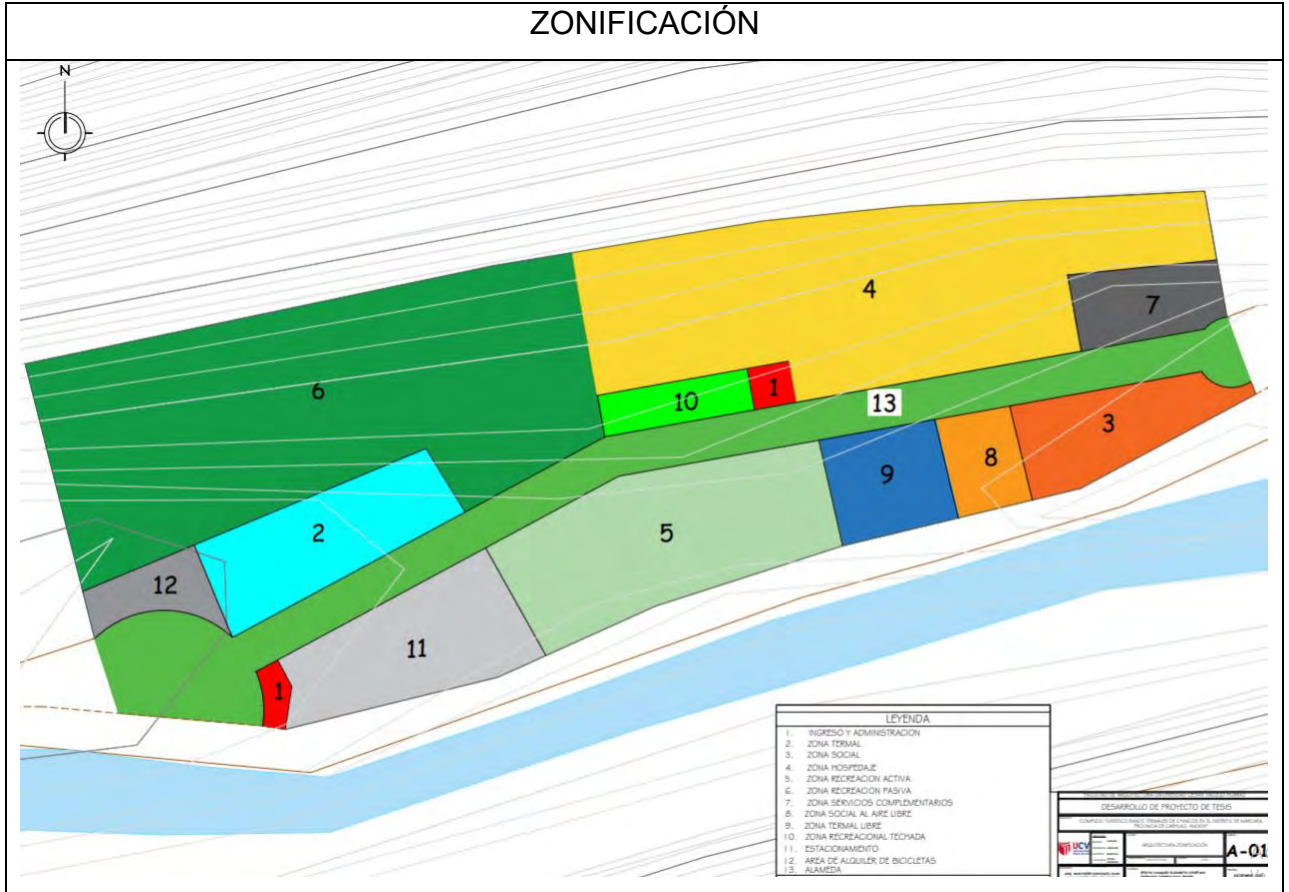 ZONIFICACIÓN
N
4
7
6
10
1
13
3
9
8
2
5
12
11
1
LEYENDA
1. INGRESO Y ADMINISTRACION
2. ZONA TERMAL
3. ZONA SOCIAL
4. ZONA HOSPEDAJE
5. ZONA RECREACION ACTIVA
6. ZONA RECREACION PASIVA
7. ZONA SERVICIOS COMPLEMENTARIOS
8. ZONA SOCIAL AL AIRE LIBRE
9. ZONA TERMAL LIBRE
10. ZONA RECREACIONAL TECHADA
11. ESTACIONAMIENTO
12. AREA DE ALQUILER DE BICICLETAS
13. ALAMEDA
DESARROLLO DE PROYECTO DE TESIS
UCV
ARQUITECTURA-ZONIFICACIÓN
A-01